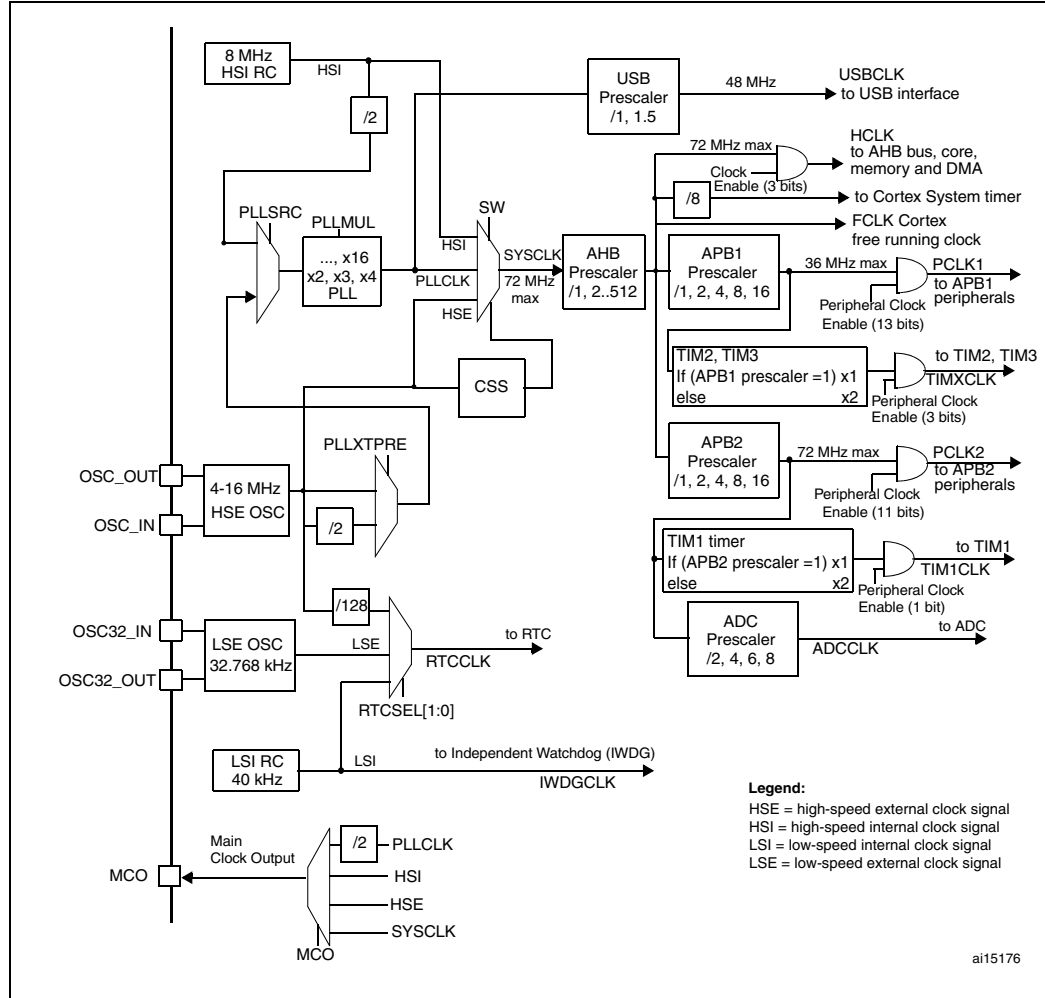 8 MHz
HSI RC
HSI
/2
USB
Prescaler
/1, 1.5
48 MHz
USBCLK
to USB interface
72 MHz max
Clock
Enable (3 bits)
HCLK
to AHB bus, core,
memory and DMA
/8
to Cortex System timer
FCLK Cortex
free running clock
PLLSRC
PLLMUL
..., x16
x2, x3, x4
PLL
SW
HSI
PLLCLK
HSE
SYSCLK
72 MHz
max
AHB
Prescaler
/1, 2..512
APB1
Prescaler
/1, 2, 4, 8, 16
36 MHz max
PCLK1
to APB1
peripherals
Peripheral Clock
Enable (13 bits)
TIM2, TIM3
If (APB1 prescaler =1) x1
else x2
to TIM2, TIM3
TIMXCLK
Peripheral Clock
Enable (3 bits)
CSS
PLLXTPRE
OSC_OUT
OSC_IN
4-16 MHz
HSE OSC
/2
APB2
Prescaler
/1, 2, 4, 8, 16
72 MHz max
PCLK2
to APB2
peripherals
Peripheral Clock
Enable (11 bits)
TIM1 timer
If (APB2 prescaler =1) x1
else x2
to TIM1
TIM1CLK
Peripheral Clock
Enable (1 bit)
/128
OSC32_IN
OSC32_OUT
LSE OSC
32.768 kHz
LSE
to RTC
RTCCLK
RTCSEL[1:0]
ADC
Prescaler
/2, 4, 6, 8
to ADC
ADCCLK
LSI RC
40 kHz
LSI
to Independent Watchdog (IWDG)
IWDGCLK
Legend:
HSE = high-speed external clock signal
HSI = high-speed internal clock signal
LSI = low-speed internal clock signal
LSE = low-speed external clock signal
MCO
Main
Clock Output
/2
PLLCLK
HSI
HSE
SYSCLK
MCO
ai15176